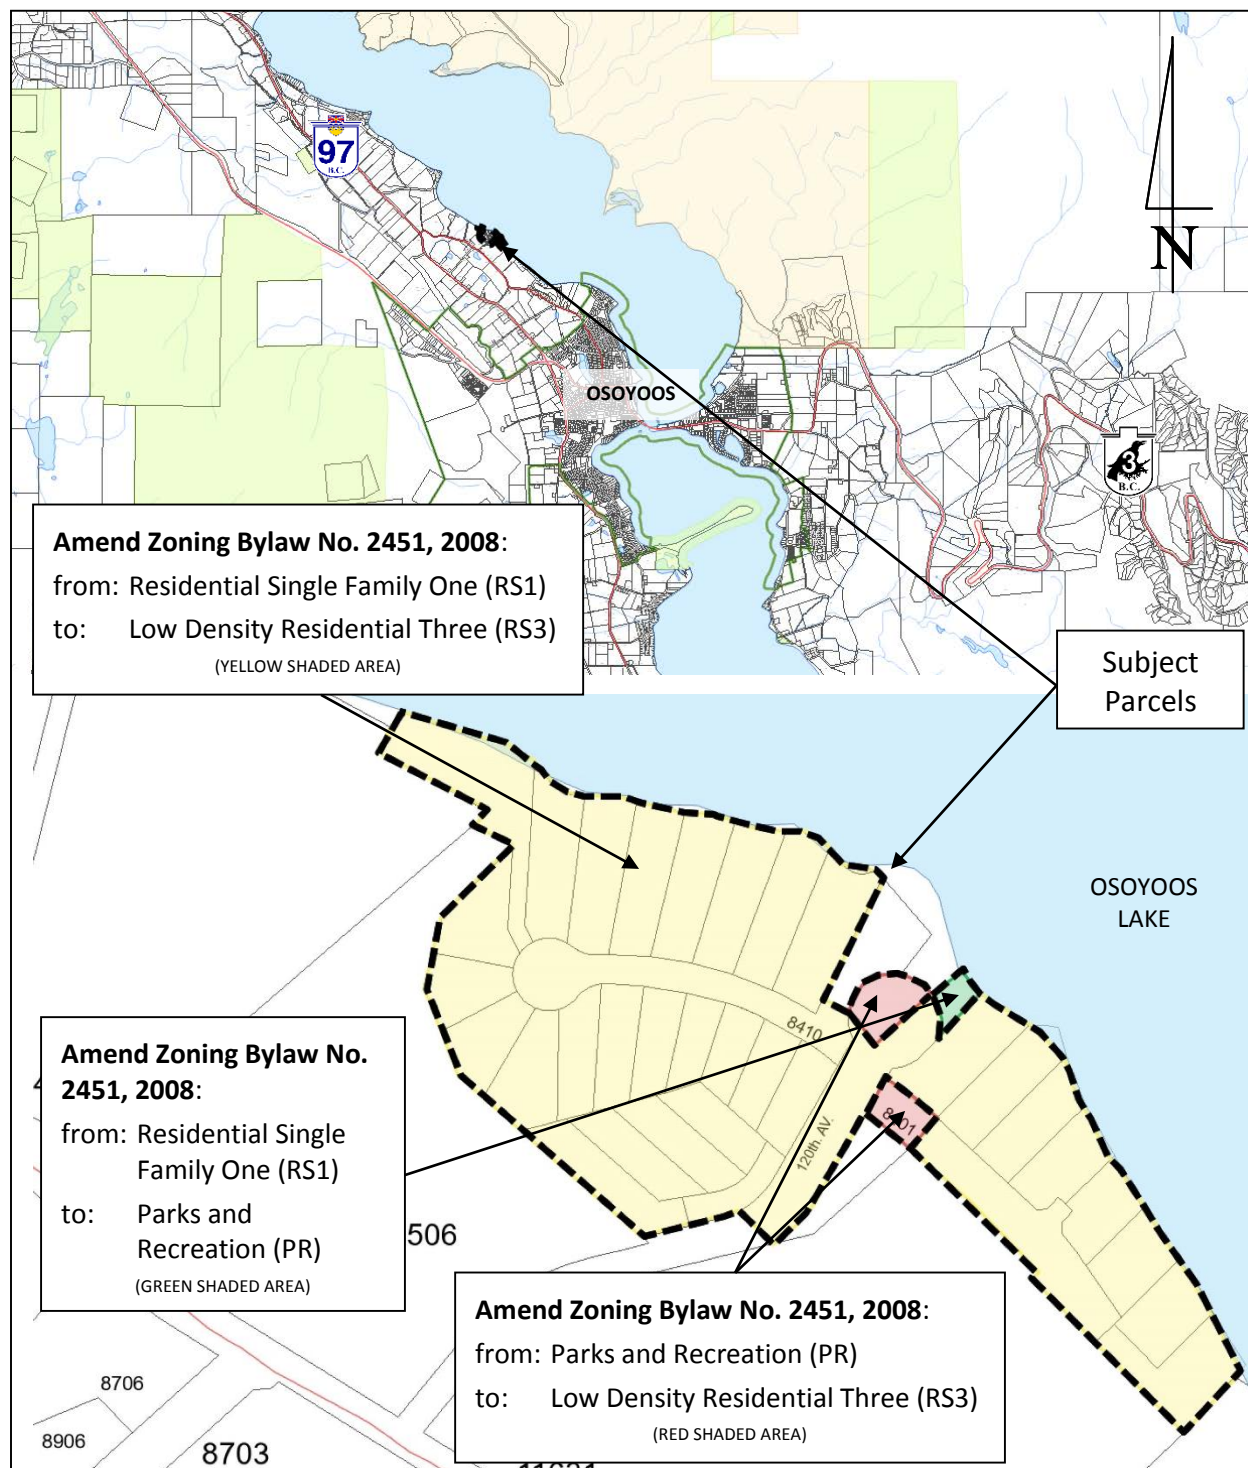 97
B.C.
N
OSOYOOS
3
B.C.
Amend Zoning Bylaw No. 2451, 2008:
from: Residential Single Family One (RS1)
to: Low Density Residential Three (RS3)
(YELLOW SHADED AREA)
Subject
Parcels
OSOYOOS
LAKE
8410
120th. AV.
Amend Zoning Bylaw No.
2451, 2008:
from: Residential Single
Family One (RS1)
to: Parks and
Recreation (PR)
(GREEN SHADED AREA)
506
Amend Zoning Bylaw No. 2451, 2008:
from: Parks and Recreation (PR)
to: Low Density Residential Three (RS3)
(RED SHADED AREA)
8706
8906
8703